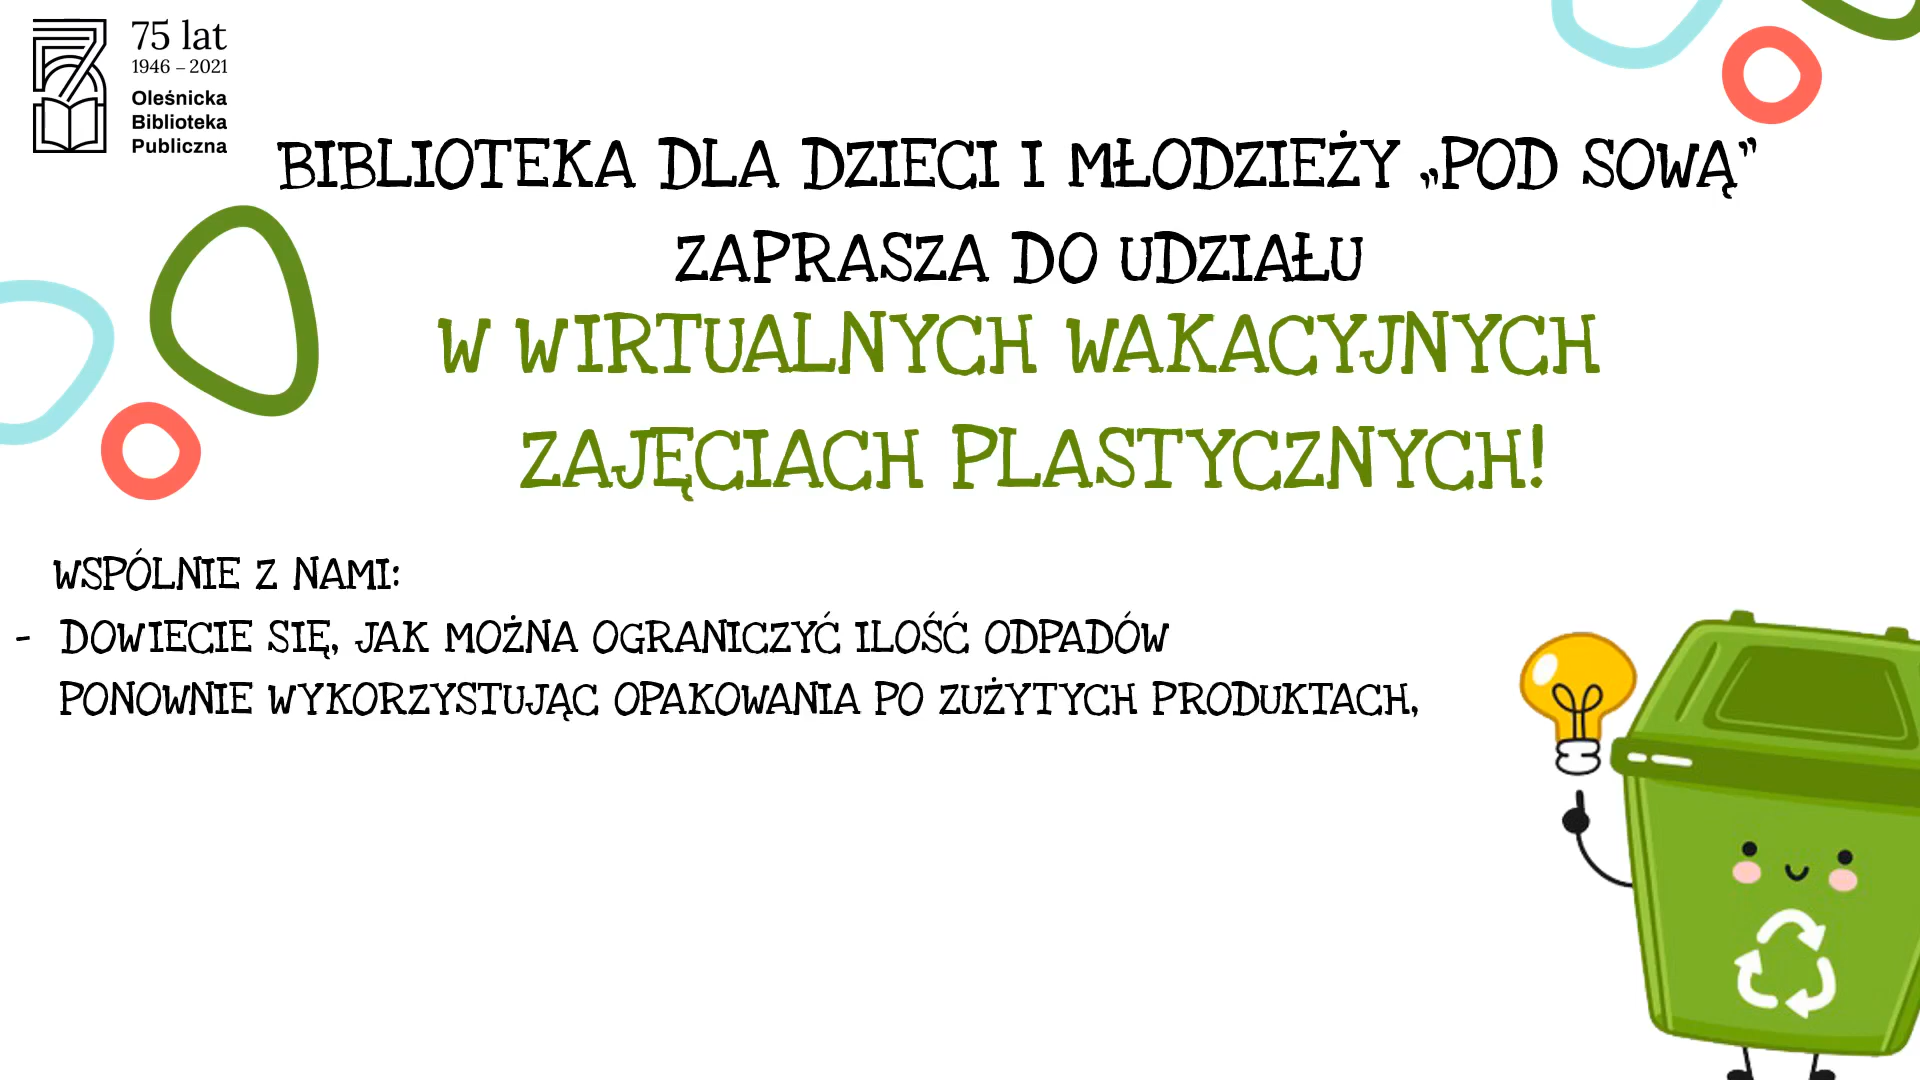 75 lat
1946 – 2021
Oleśnicka
Biblioteka
Publiczna
BIBLIOTEKA DLA DZIECI I MŁODZIEŻY „POD SOWĄ”
ZAPRASZA DO UDZIAŁU
W WIRTUALNYCH WAKACYJNYCH
ZAJĘCIACH PLASTYCZNYCH!
WSPÓLNIE Z NAMI:
- DOWIECIE SIĘ, JAK MOŻNA OGRANICZYĆ ILOŚĆ ODPADÓW
PONOWNIE WYKORZYSTUJĄC OPAKOWANIA PO ZUŻYTYCH PRODUKTACH,